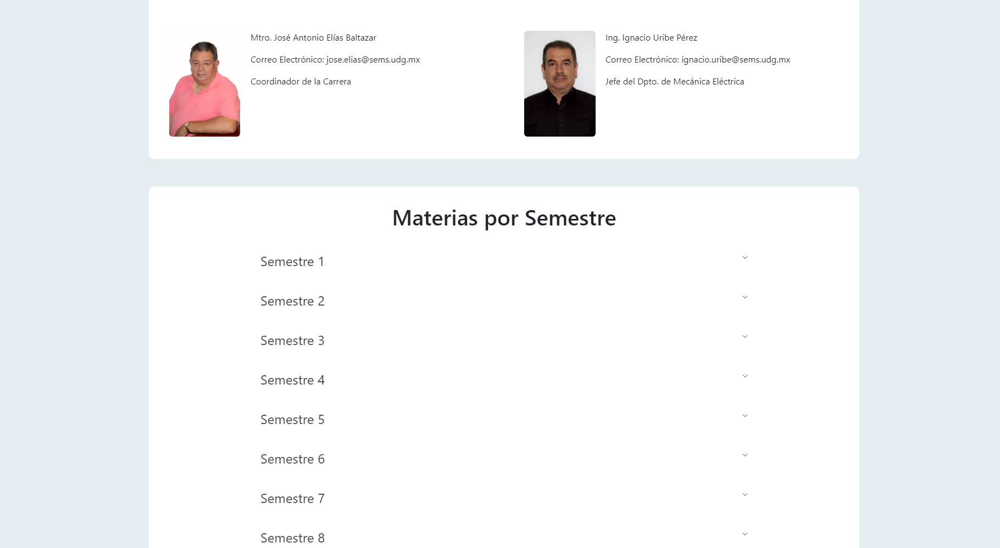 Mtro. José Antonio Elías Baltazar
Correo Electrónico: jose.elias@sems.udg.mx
Coordinador de la Carrera
Ing. Ignacio Uribe Pérez
Correo Electrónico: ignacio.uribe@sems.udg.mx
Jefe del Dpto. de Mecánica Eléctrica
Materias por Semestre
Semestre 1
Semestre 2
Semestre 3
Semestre 4
Semestre 5
Semestre 6
Semestre 7
Semestre 8